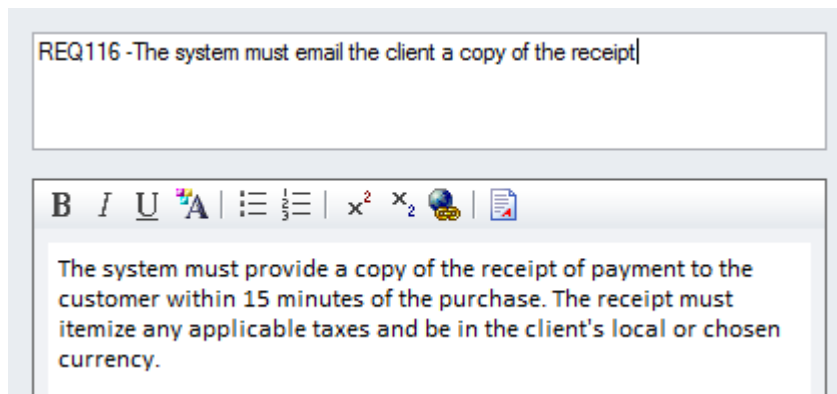 REQ116 -The system must email the client a copy of the receipt
B I U A x² x₂
The system must provide a copy of the receipt of payment to the
customer within 15 minutes of the purchase. The receipt must
itemize any applicable taxes and be in the client's local or chosen
currency.